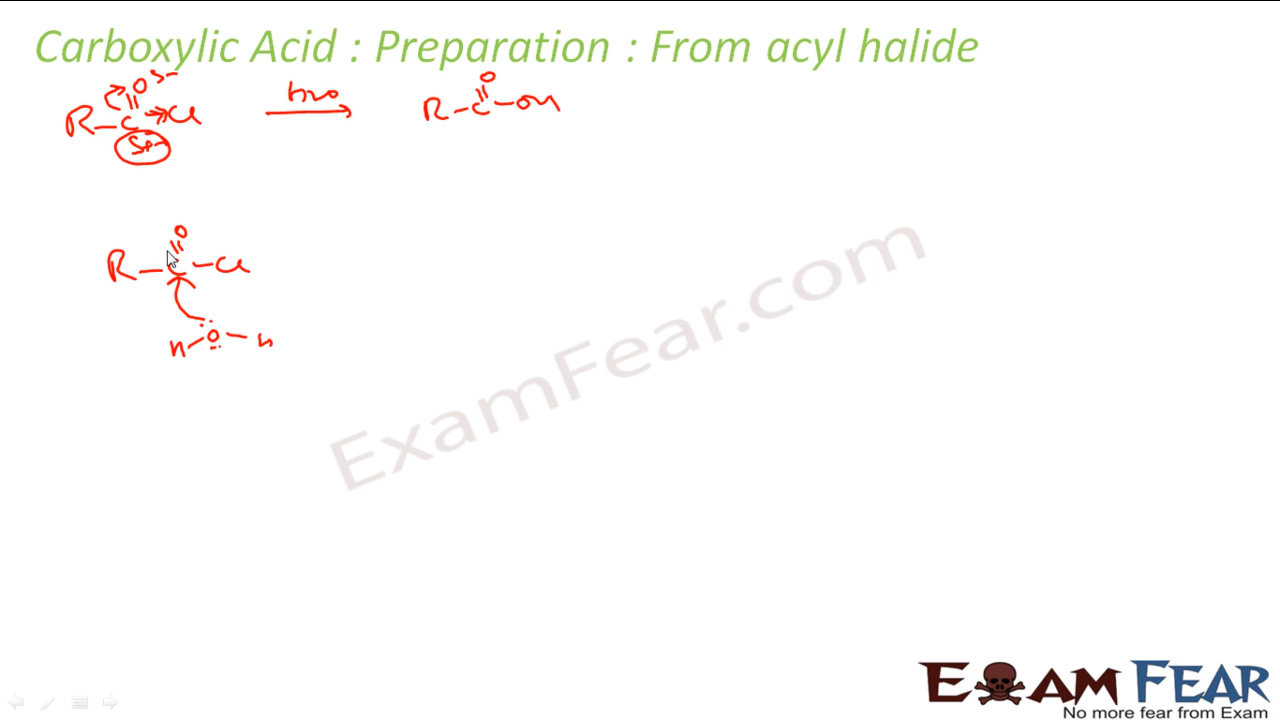 Carboxylic Acid : Preparation : From acyl halide
O δ-
R-C-Cl
δ+
H2O
O
R-C-OH
O
R-C-Cl
H-O-H
ExamFear.com
EXAM FEAR
No more fear from Exam